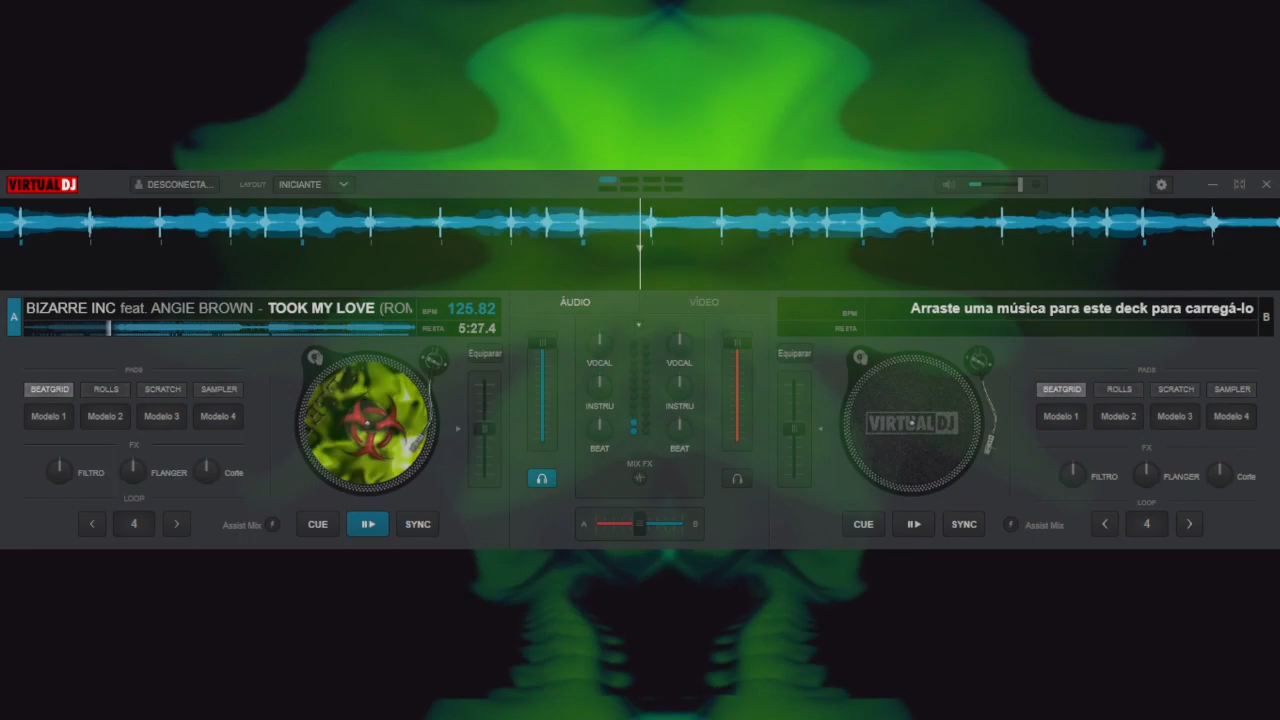 VIRTUALDJ
DESCONECTA...
LAYOUT
INICIANTE
A
BIZARRE INC feat. ANGIE BROWN - TOOK MY LOVE (ROM
BPM
125.82
RESTA
5:27.4
ÁUDIO
VÍDEO
BPM
RESTA
Arraste uma música para este deck para carregá-lo
B
PADS
BEATGRID
ROLLS
SCRATCH
SAMPLER
Modelo 1
Modelo 2
Modelo 3
Modelo 4
FX
FILTRO
FLANGER
Corte
LOOP
4
Assist Mix
CUE
SYNC
Equiparar
VOCAL
VOCAL
INSTRU
INSTRU
BEAT
BEAT
MIX FX
A
B
Equiparar
VIRTUALDJ
CUE
SYNC
Assist Mix
PADS
BEATGRID
ROLLS
SCRATCH
SAMPLER
Modelo 1
Modelo 2
Modelo 3
Modelo 4
FX
FILTRO
FLANGER
Corte
LOOP
4